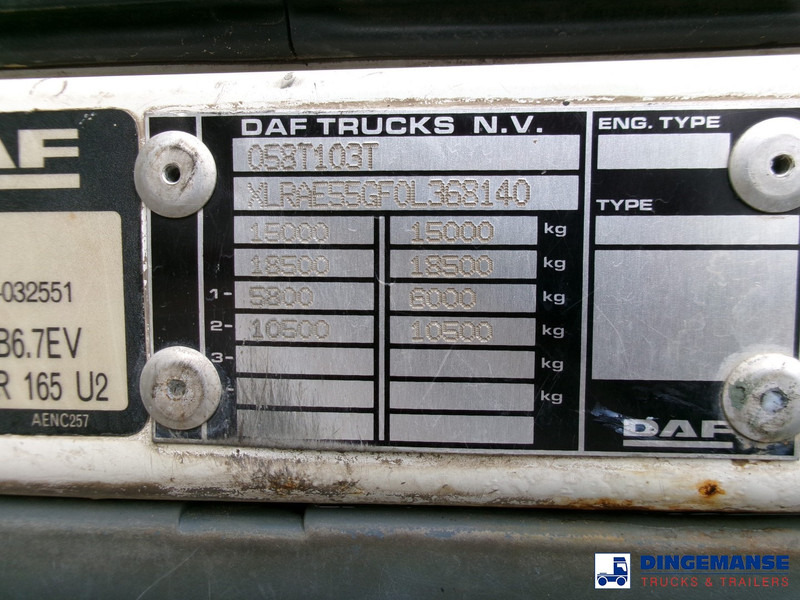 DAF
-032551
B6.7EV
R 165 U2
AENC257
DAF TRUCKS N.V.
058T103T
XLRAE55GF0L368140
15000 15000 kg
18500 18500 kg
1- 5800 6000 kg
2- 10500 10500 kg
3- kg
- kg
ENG. TYPE
TYPE
DAF
DINGEMANSE
TRUCKS & TRAILERS